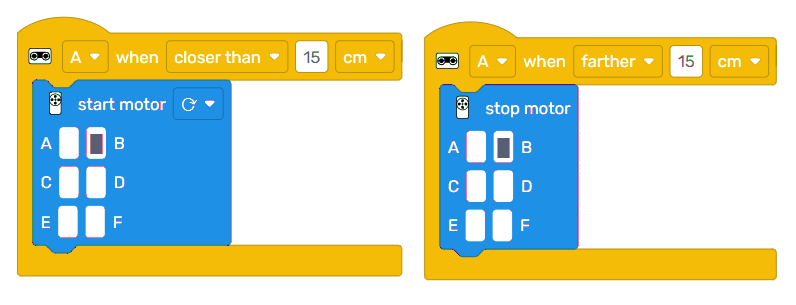 A when closer than 15 cm
start motor
A B
C D
E F
A when farther 15 cm
stop motor
A B
C D
E F